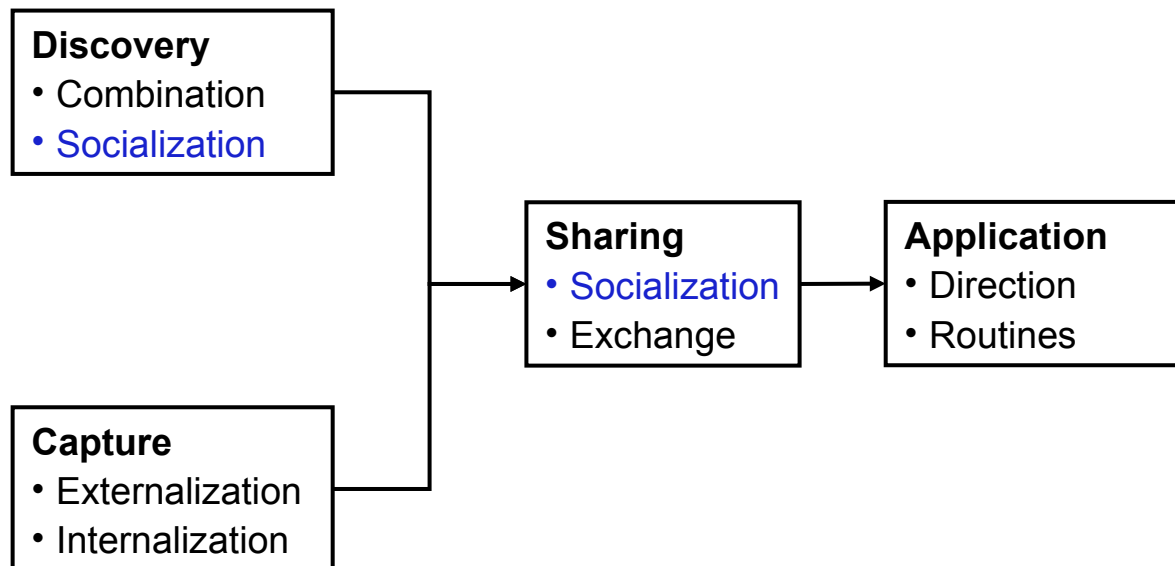 Discovery
• Combination
• Socialization
Sharing
• Socialization
• Exchange
Application
• Direction
• Routines
Capture
• Externalization
• Internalization